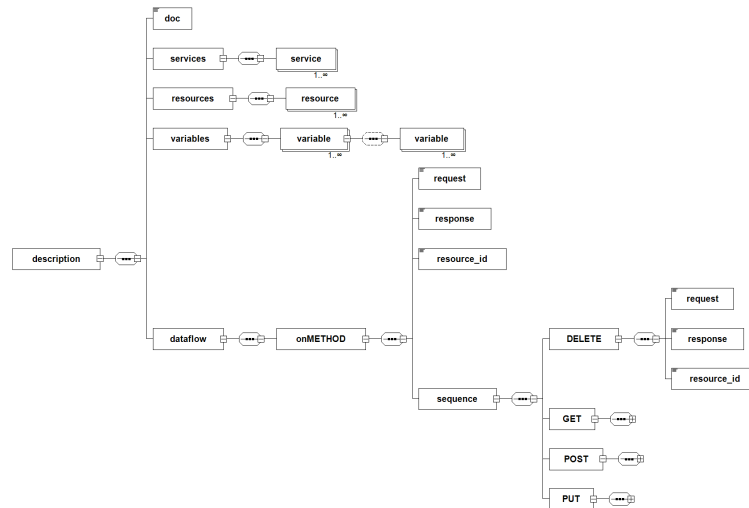 doc
services
service
1..∞
resources
resource
1..∞
variables
variable
variable
1..∞
1..∞
request
response
description
resource_id
request
dataflow
onMETHOD
DELETE
response
resource_id
sequence
GET
POST
PUT